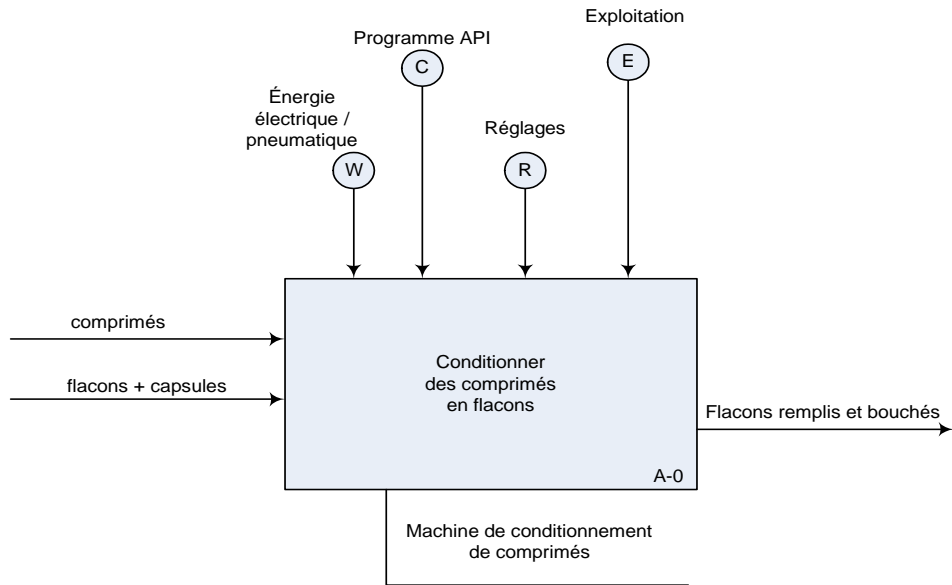 Exploitation
E
Programme API
C
Énergie
électrique /
pneumatique
W
Réglages
R
comprimés
flacons + capsules
Conditionner
des comprimés
en flacons
A-0
Flacons remplis et bouchés
Machine de conditionnement
de comprimés